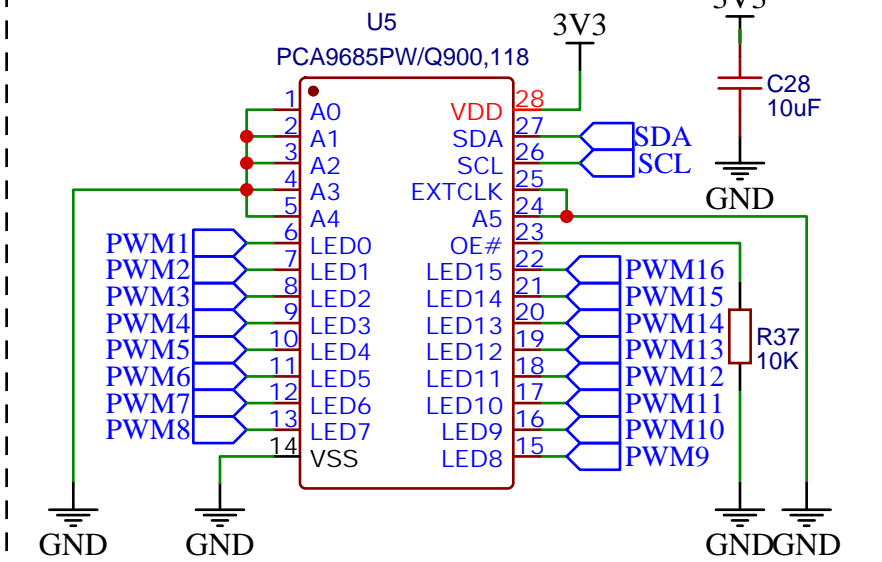 U5
PCA9685PW/Q900,118
3V3
3V3
C28
10uF
GND
1 A0
2 A1
3 A2
4 A3
5 A4
PWM1 6 LED0
PWM2 7 LED1
PWM3 8 LED2
PWM4 9 LED3
PWM5 10 LED4
PWM6 11 LED5
PWM7 12 LED6
PWM8 13 LED7
14 VSS
VDD 28
SDA 27 SDA
SCL 26 SCL
EXTCLK 25
A5 24
OE# 23
LED15 22 PWM16
LED14 21 PWM15
LED13 20 PWM14
LED12 19 PWM13
LED11 18 PWM12
LED10 17 PWM11
LED9 16 PWM10
LED8 15 PWM9
R37
10K
GND
GND
GND
GND